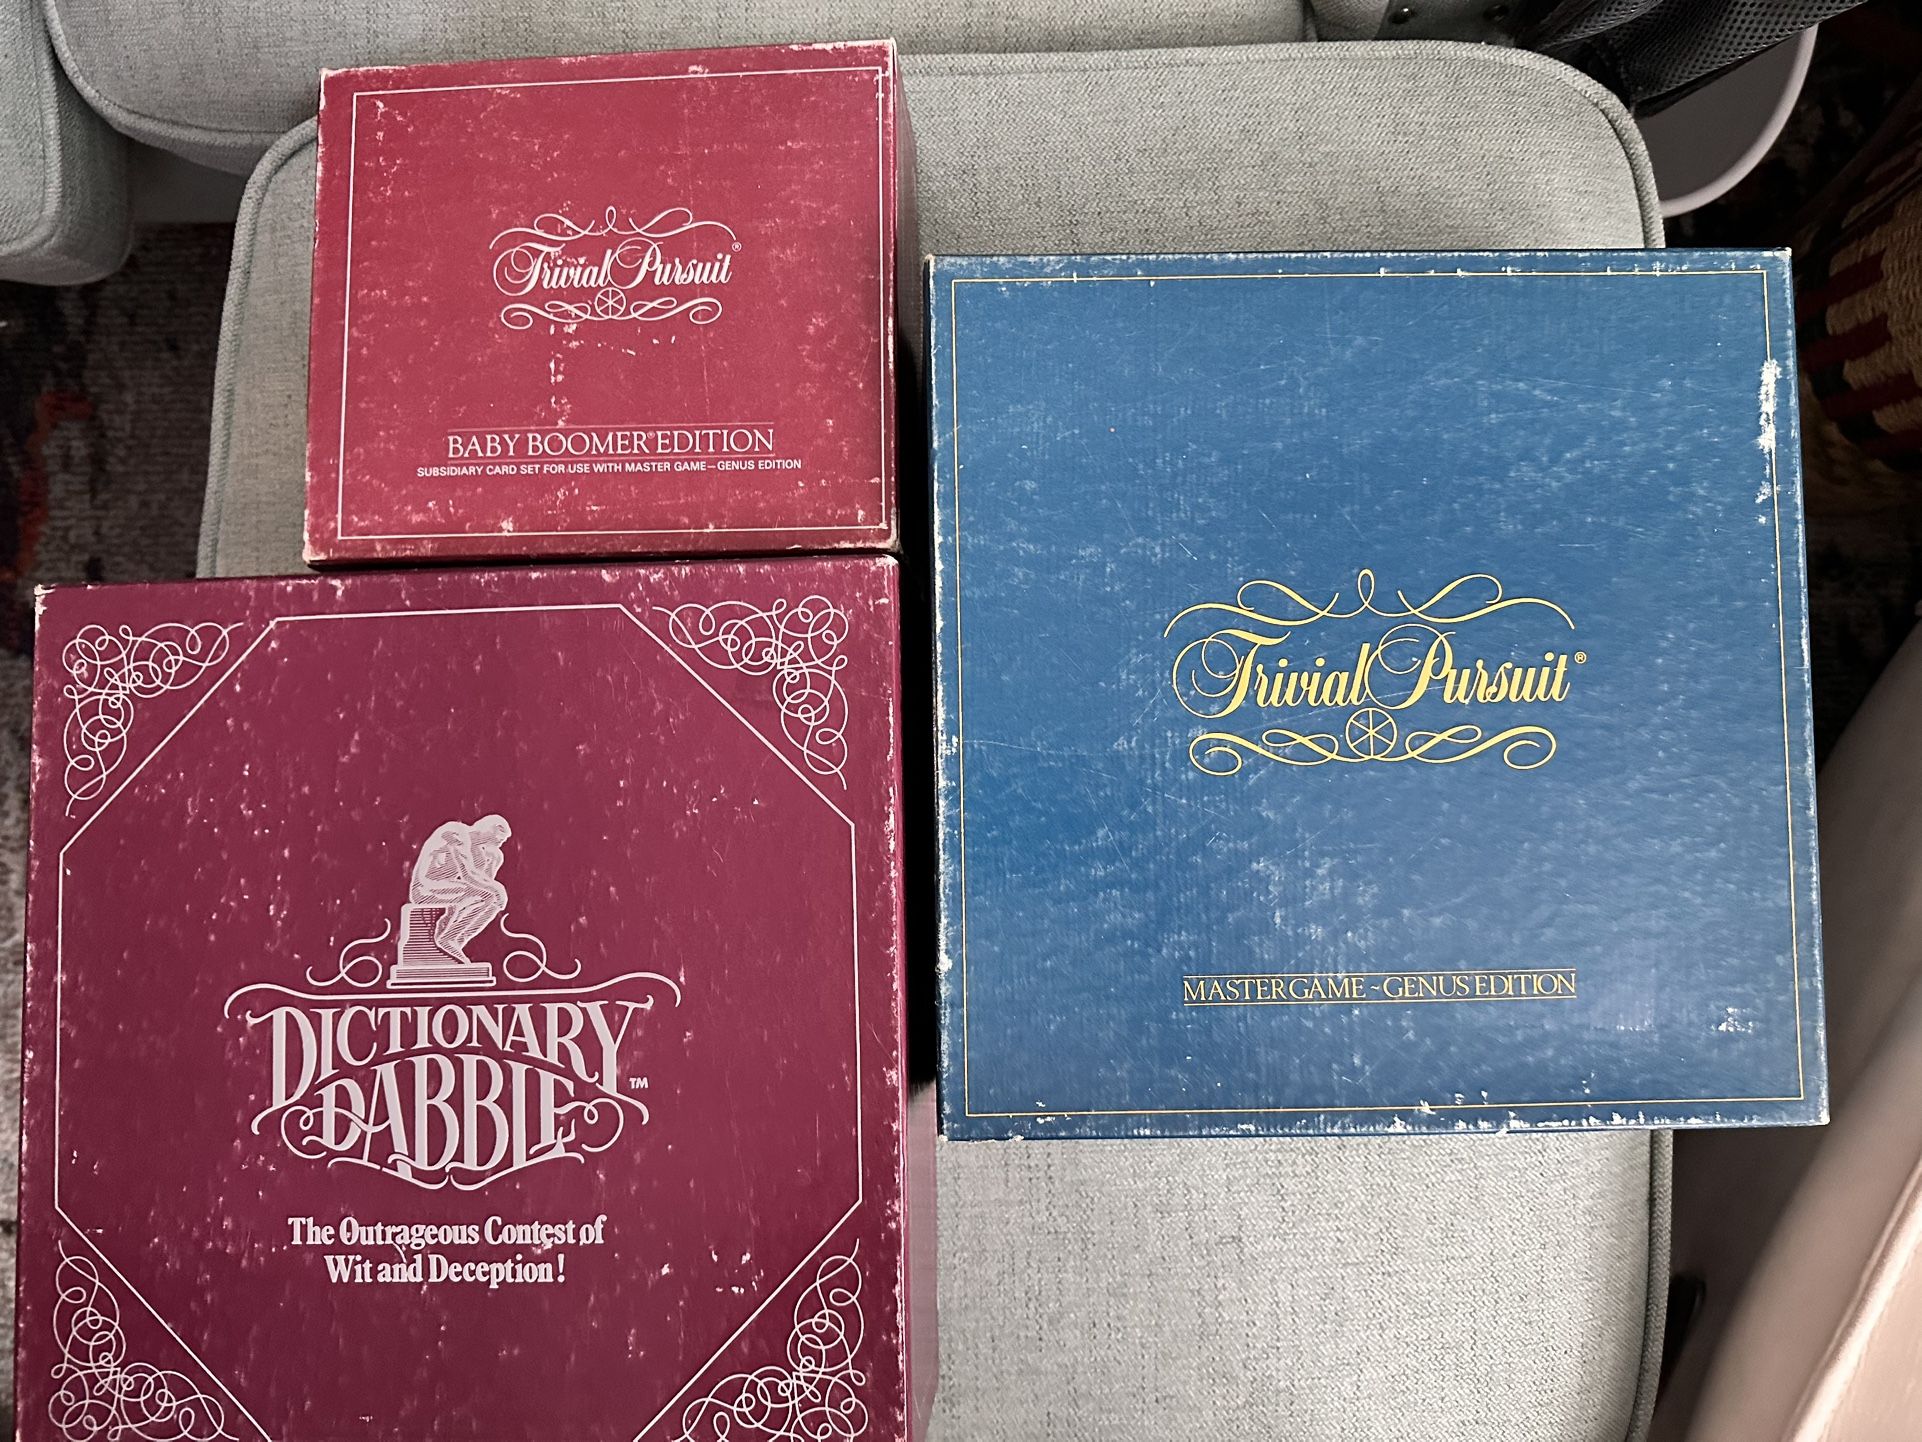 Trivial Pursuit®
BABY BOOMER® EDITION
SUBSIDIARY CARD SET FOR USE WITH MASTER GAME—GENUS EDITION
Trivial Pursuit®
MASTER GAME ~ GENUS EDITION
DICTIONARY
DABBLE™
The Outrageous Contest of
Wit and Deception!